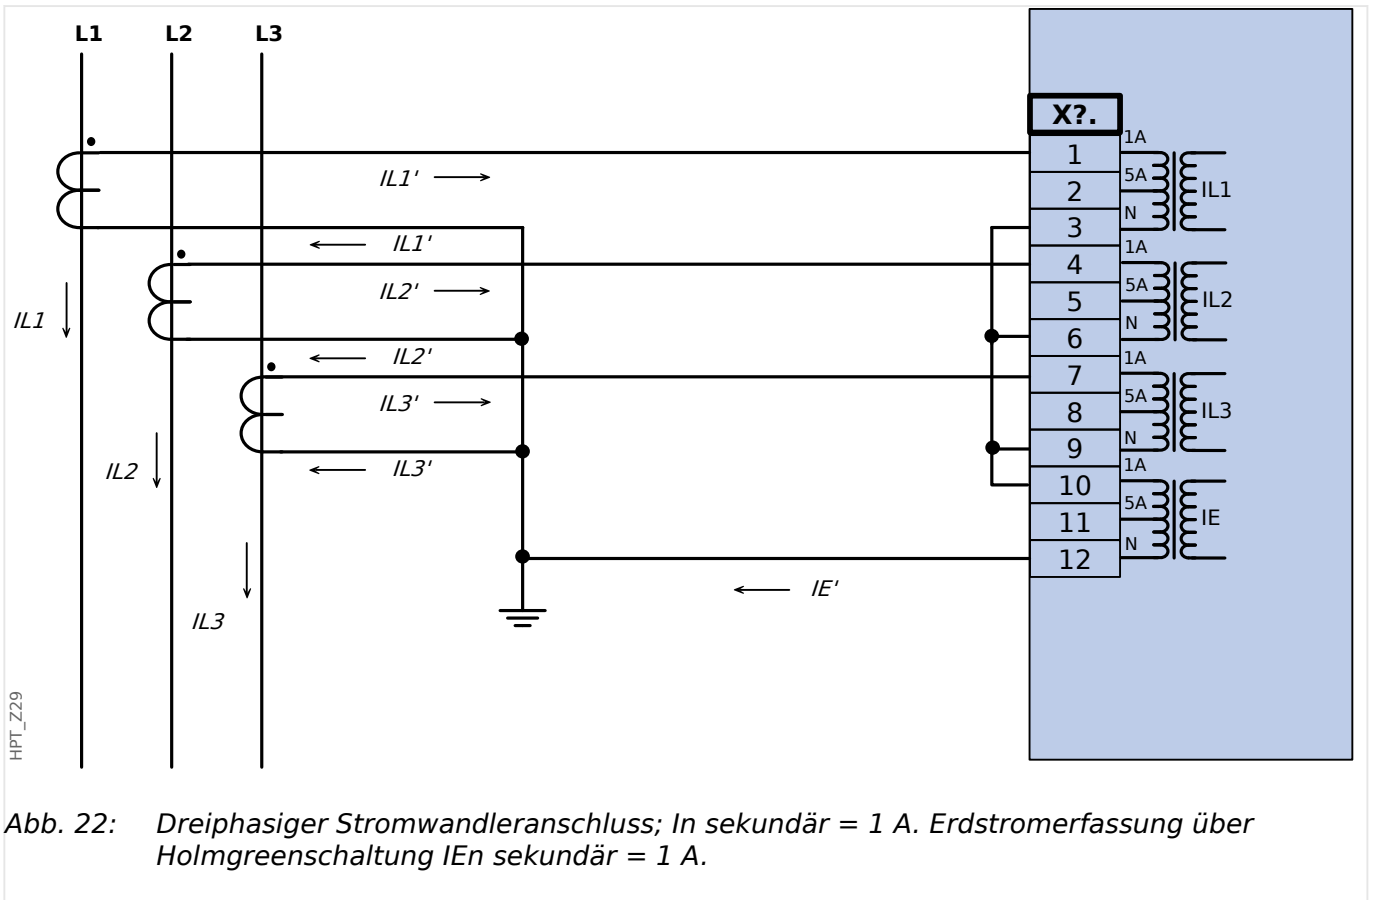 L1 L2 L3
X?.
1A
1
5A
2
IL1
N
3
1A
4
5A
5
IL2
N
6
1A
7
5A
8
IL3
N
9
1A
10
5A
11
IE
N
12
IL1'
IL1'
IL2'
IL2'
IL3'
IL3'
IE'
IL1
IL2
IL3
HPT_Z29
Abb. 22: Dreiphasiger Stromwandleranschluss; In sekundär = 1 A. Erdstromerfassung über
Holmgreenschaltung IEn sekundär = 1 A.